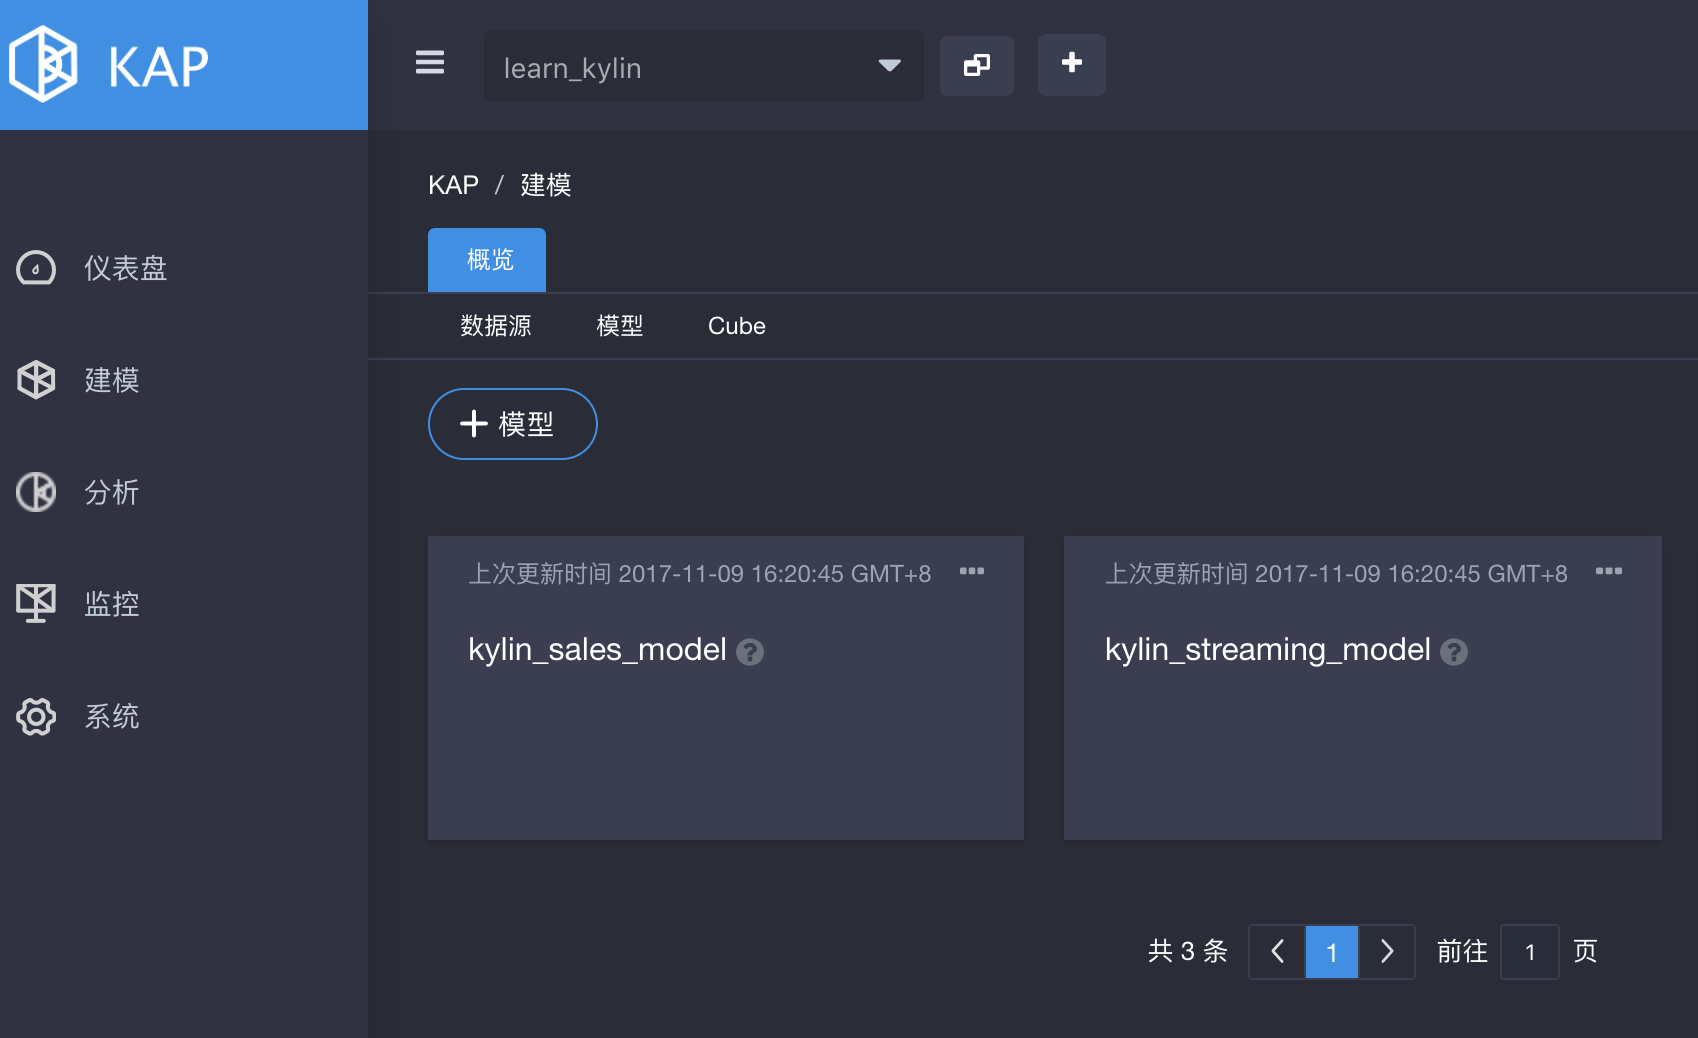 KAP
learn_kylin
KAP / 建模
概览
数据源 模型 Cube
+ 模型
仪表盘
建模
分析
监控
系统
上次更新时间 2017-11-09 16:20:45 GMT+8
kylin_sales_model
上次更新时间 2017-11-09 16:20:45 GMT+8
kylin_streaming_model
共 3 条 1 前往 1 页